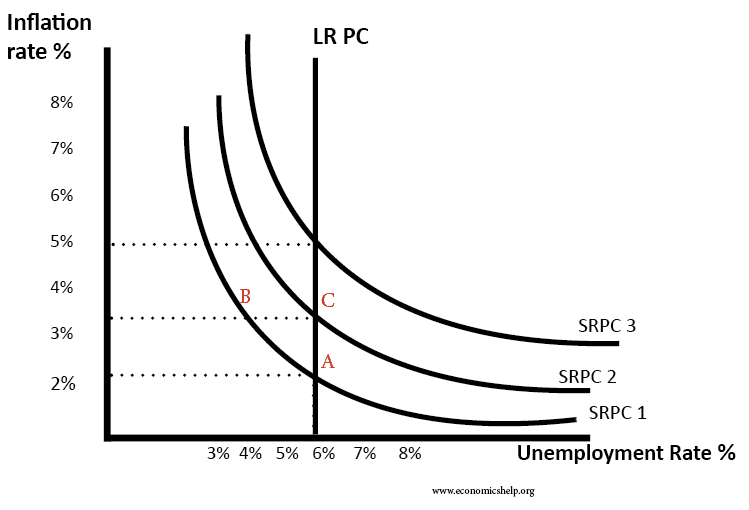 Inflation
rate %
LR PC
8%
7%
6%
5%
4%
3%
2%
B
C
A
SRPC 3
SRPC 2
SRPC 1
3% 4% 5% 6% 7% 8%
Unemployment Rate %
www.economicshelp.org